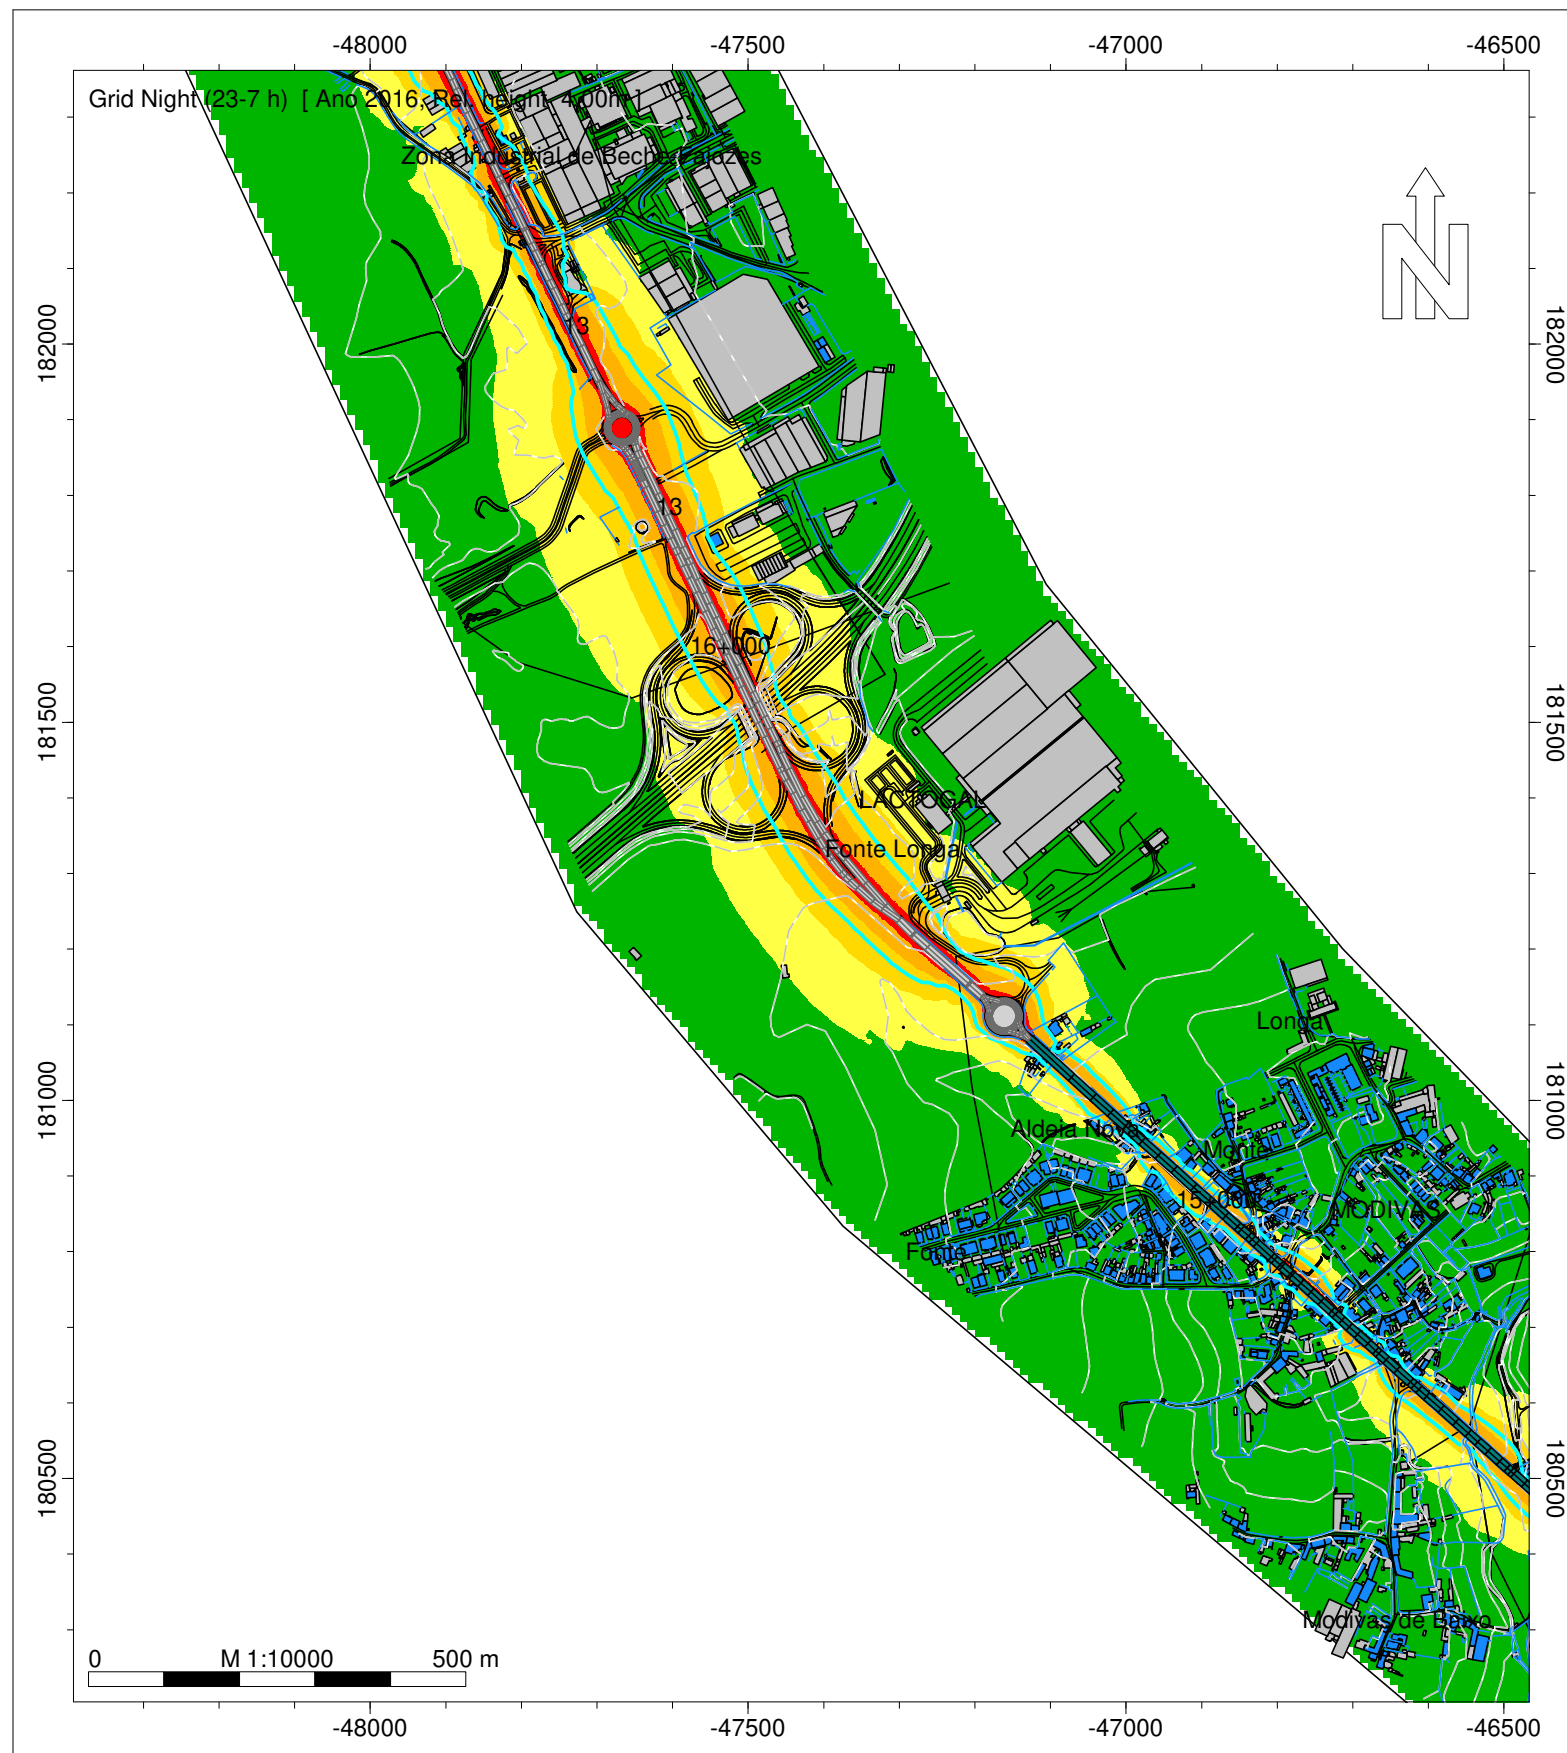 -48000 -47500 -47000 -46500
Grid Night (23-7 h) [ Ano 2016, Rel. height 4.00m ]
Zona Industrial de Beche
13
182000 182000
13
16+000
181500 181500
LACTOGAL
Fonte Longa
Longa
181000 181000
Aldeia Nova
Monte
15+000
MODIVAS
Fonte
180500 180500
Modivas de Baixo
0 M 1:10000 500 m
-48000 -47500 -47000 -46500
N